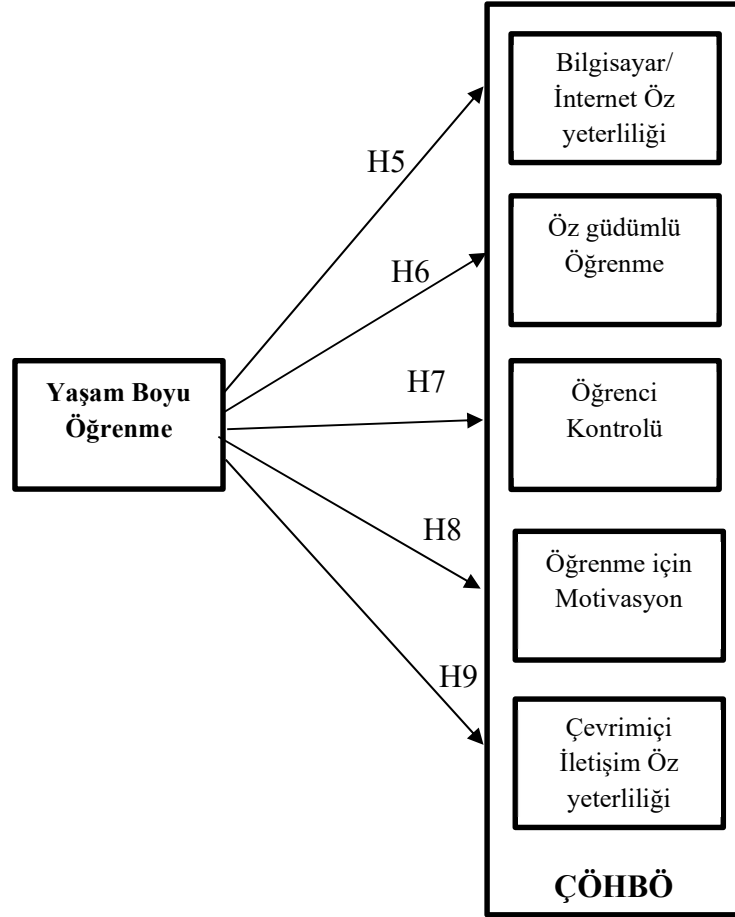 Bilgisayar/
İnternet Öz
yeterliliği
H5
Öz güdümlü
Öğrenme
H6
Yaşam Boyu
Öğrenme
H7
Öğrenci
Kontrolü
H8
Öğrenme için
Motivasyon
H9
Çevrimiçi
İletişim Öz
yeterliliği
ÇÖHBÖ